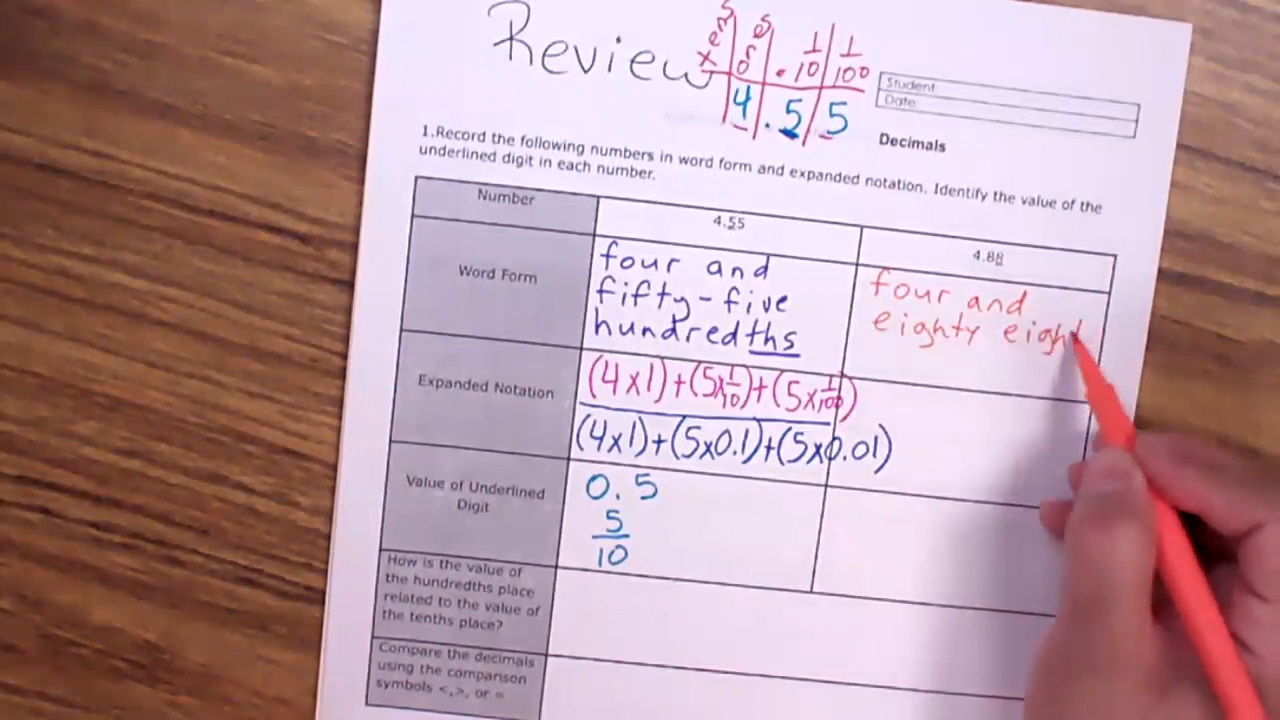 Review
Tens ones . 1/10 1/100
4 . 5 5
Student
Date
Decimals
1.Record the following numbers in word form and expanded notation. Identify the value of the
underlined digit in each number.
Number
4.55
4.88
Word Form
four and
fifty-five
hundredths
four and
eighty eight
Expanded Notation
(4x1)+(5x1/10)+(5x1/100)
(4x1)+(5x0.1)+(5x0.01)
Value of Underlined
Digit
0.5
5/10
How is the value of
the hundredths place
related to the value of
the tenths place?
Compare the decimals
using the comparison
symbols <,>, or =